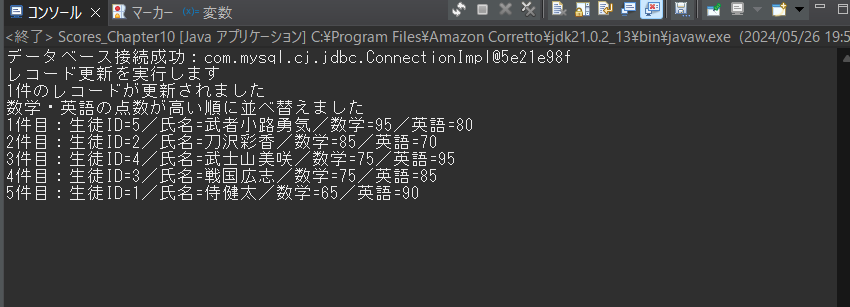 コンソール × マーカー 変数
<終了> Scores_Chapter10 [Java アプリケーション] C:¥Program Files¥Amazon Corretto¥jdk21.0.2_13¥bin¥javaw.exe (2024/05/26 19:5
データベース接続成功：com.mysql.cj.jdbc.ConnectionImpl@5e21e98f
レコード更新を実行します
1件のレコードが更新されました
数学・英語の点数が高い順に並べ替えました
1件目：生徒ID=5／氏名=武者小路勇気／数学=95／英語=80
2件目：生徒ID=2／氏名=刀沢彩香／数学=85／英語=70
3件目：生徒ID=4／氏名=武士山美咲／数学=75／英語=95
4件目：生徒ID=3／氏名=戦国広志／数学=75／英語=85
5件目：生徒ID=1／氏名=侍健太／数学=65／英語=90